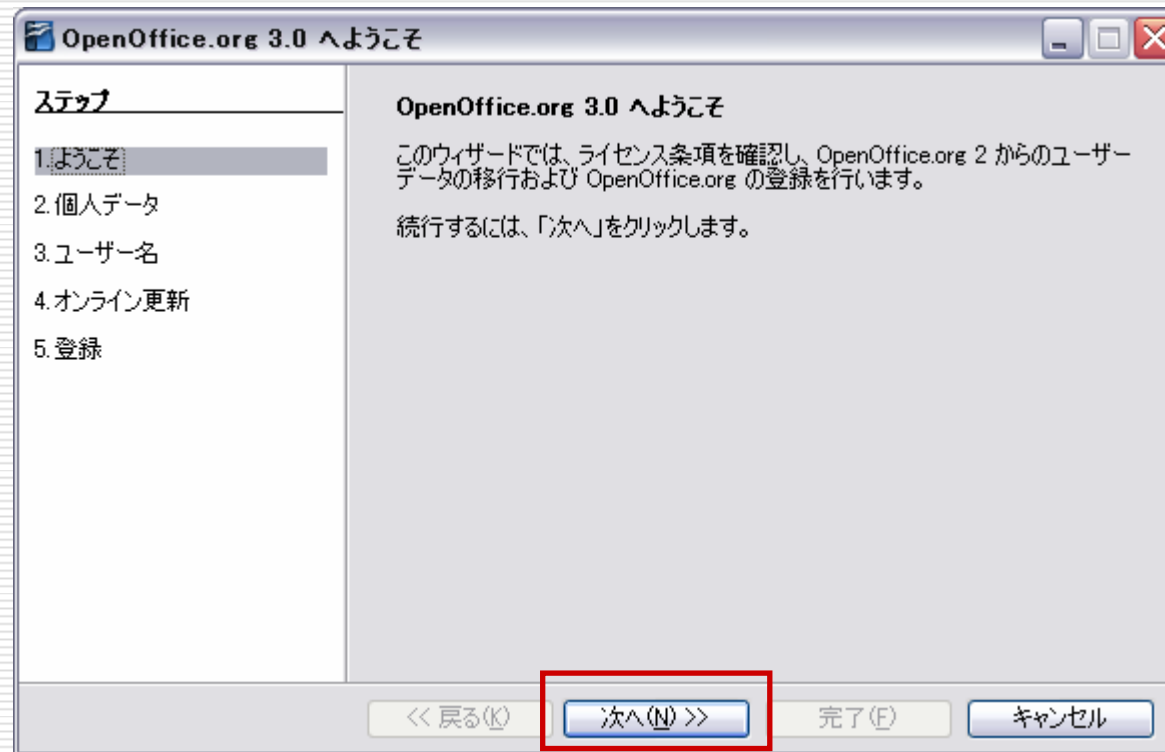 OpenOffice.org 3.0 へようこそ
ステップ
1.ようこそ
2.個人データ
3.ユーザー名
4.オンライン更新
5.登録
OpenOffice.org 3.0 へようこそ
このウィザードでは、ライセンス条項を確認し、OpenOffice.org 2 からのユーザー
データの移行および OpenOffice.org の登録を行います。
続行するには、「次へ」をクリックします。
<< 戻る(K) 次へ(N) >> 完了(F) キャンセル